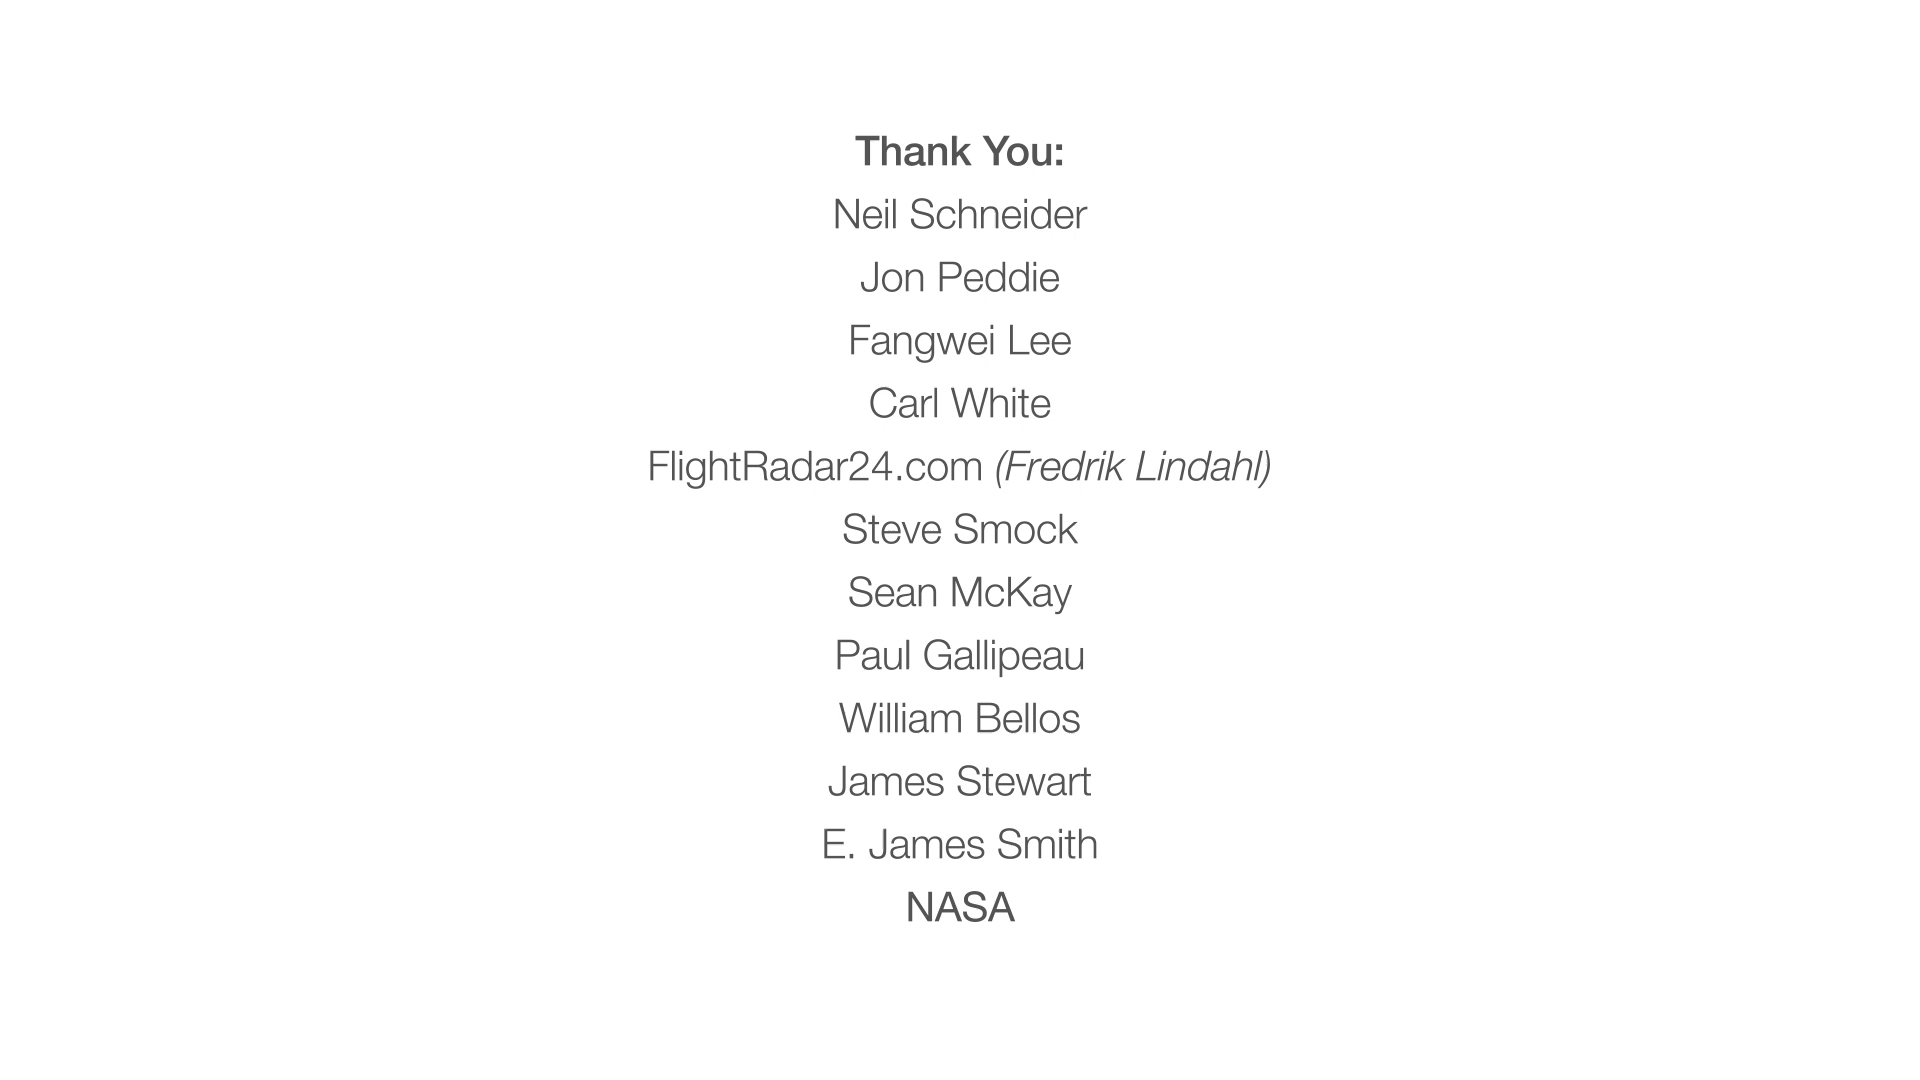 Thank You:
Neil Schneider
Jon Peddie
Fangwei Lee
Carl White
FlightRadar24.com (Fredrik Lindahl)
Steve Smock
Sean McKay
Paul Gallipeau
William Bellos
James Stewart
E. James Smith
NASA